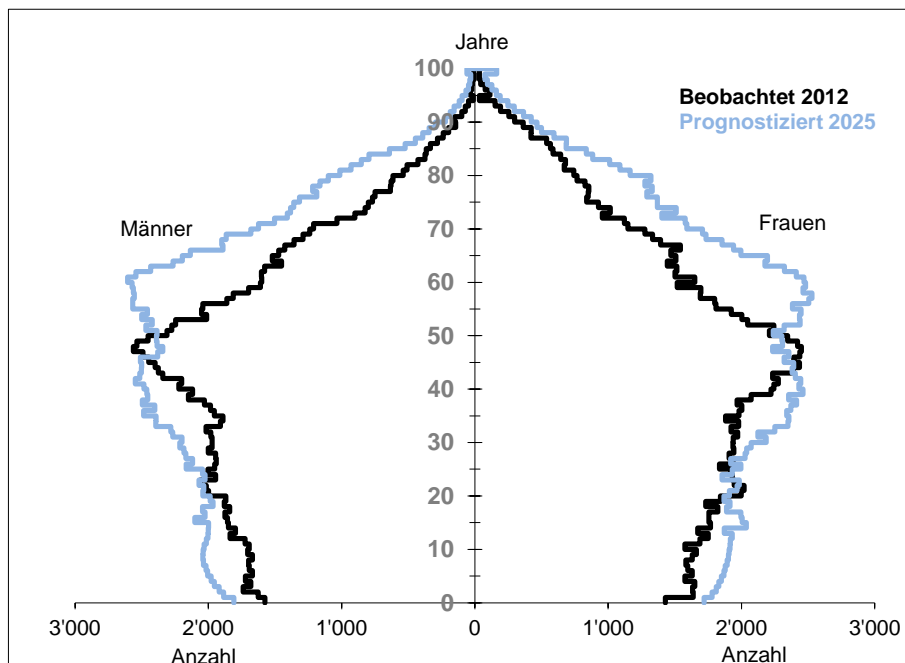 Jahre
100
Beobachtet 2012
Prognostiziert 2025
90
80
70
Männer
Frauen
60
50
40
30
20
10
0
3'000 2'000 1'000 0 1'000 2'000 3'000
Anzahl Anzahl